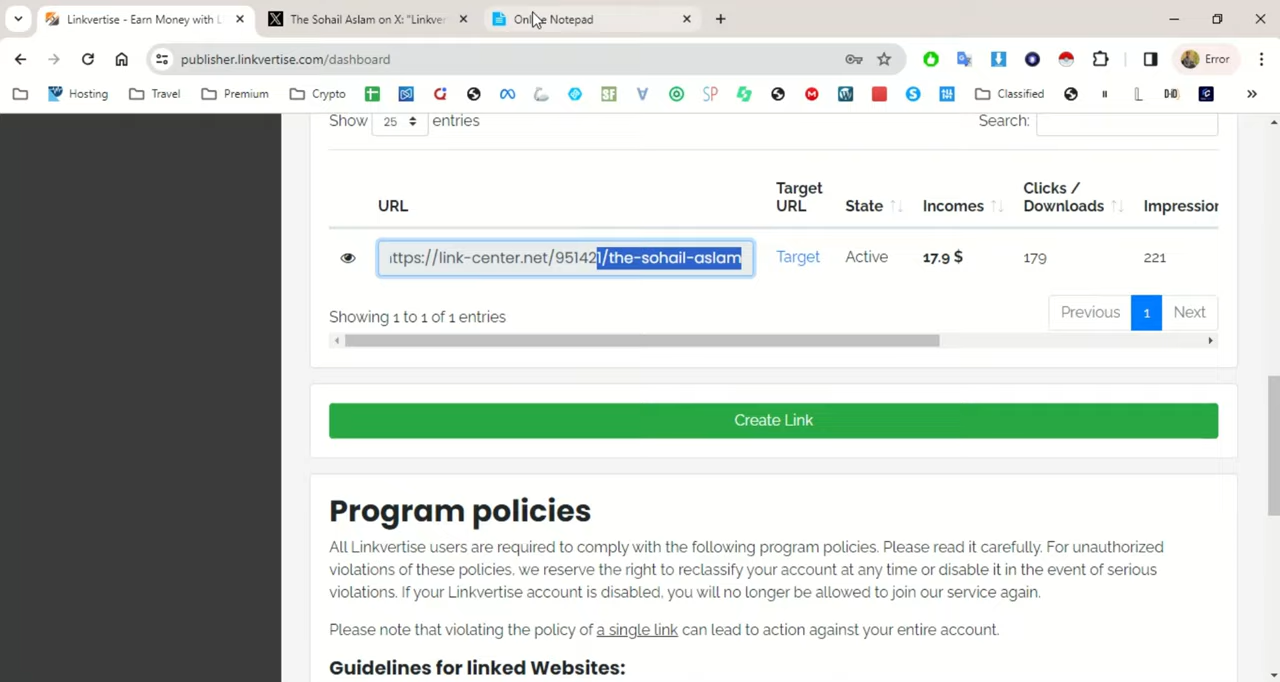 Linkvertise - Earn Money with L
The Sohail Aslam on X: "Linkver
Online Notepad
publisher.linkvertise.com/dashboard
Error
Hosting
Travel
Premium
Crypto
SF
SP
Classified
Show 25 entries
Search:
URL
Target URL
State
Incomes
Clicks / Downloads
Impression
ttps://link-center.net/951421/the-sohail-aslam
Target
Active
17.9 $
179
221
Showing 1 to 1 of 1 entries
Previous
1
Next
Create Link
Program policies
All Linkvertise users are required to comply with the following program policies. Please read it carefully. For unauthorized
violations of these policies, we reserve the right to reclassify your account at any time or disable it in the event of serious
violations. If your Linkvertise account is disabled, you will no longer be allowed to join our service again.
Please note that violating the policy of a single link can lead to action against your entire account.
Guidelines for linked Websites: